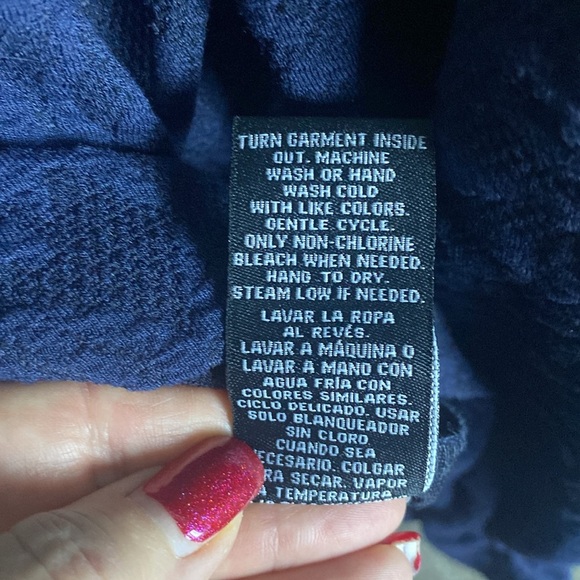 TURN GARMENT INSIDE
OUT. MACHINE
WASH OR HAND
WASH COLD
WITH LIKE COLORS.
GENTLE CYCLE.
ONLY NON-CHLORINE
BLEACH WHEN NEEDED.
HANG TO DRY.
STEAM LOW IF NEEDED.
LAVAR LA ROPA
AL REVÉS.
LAVAR A MÁQUINA O
LAVAR A MANO CON
AGUA FRÍA CON
COLORES SIMILARES.
CICLO DELICADO. USAR
SOLO BLANQUEADOR
SIN CLORO
CUANDO SEA
COLGAR
SECAR. VAPOR
A TEMPERATURA